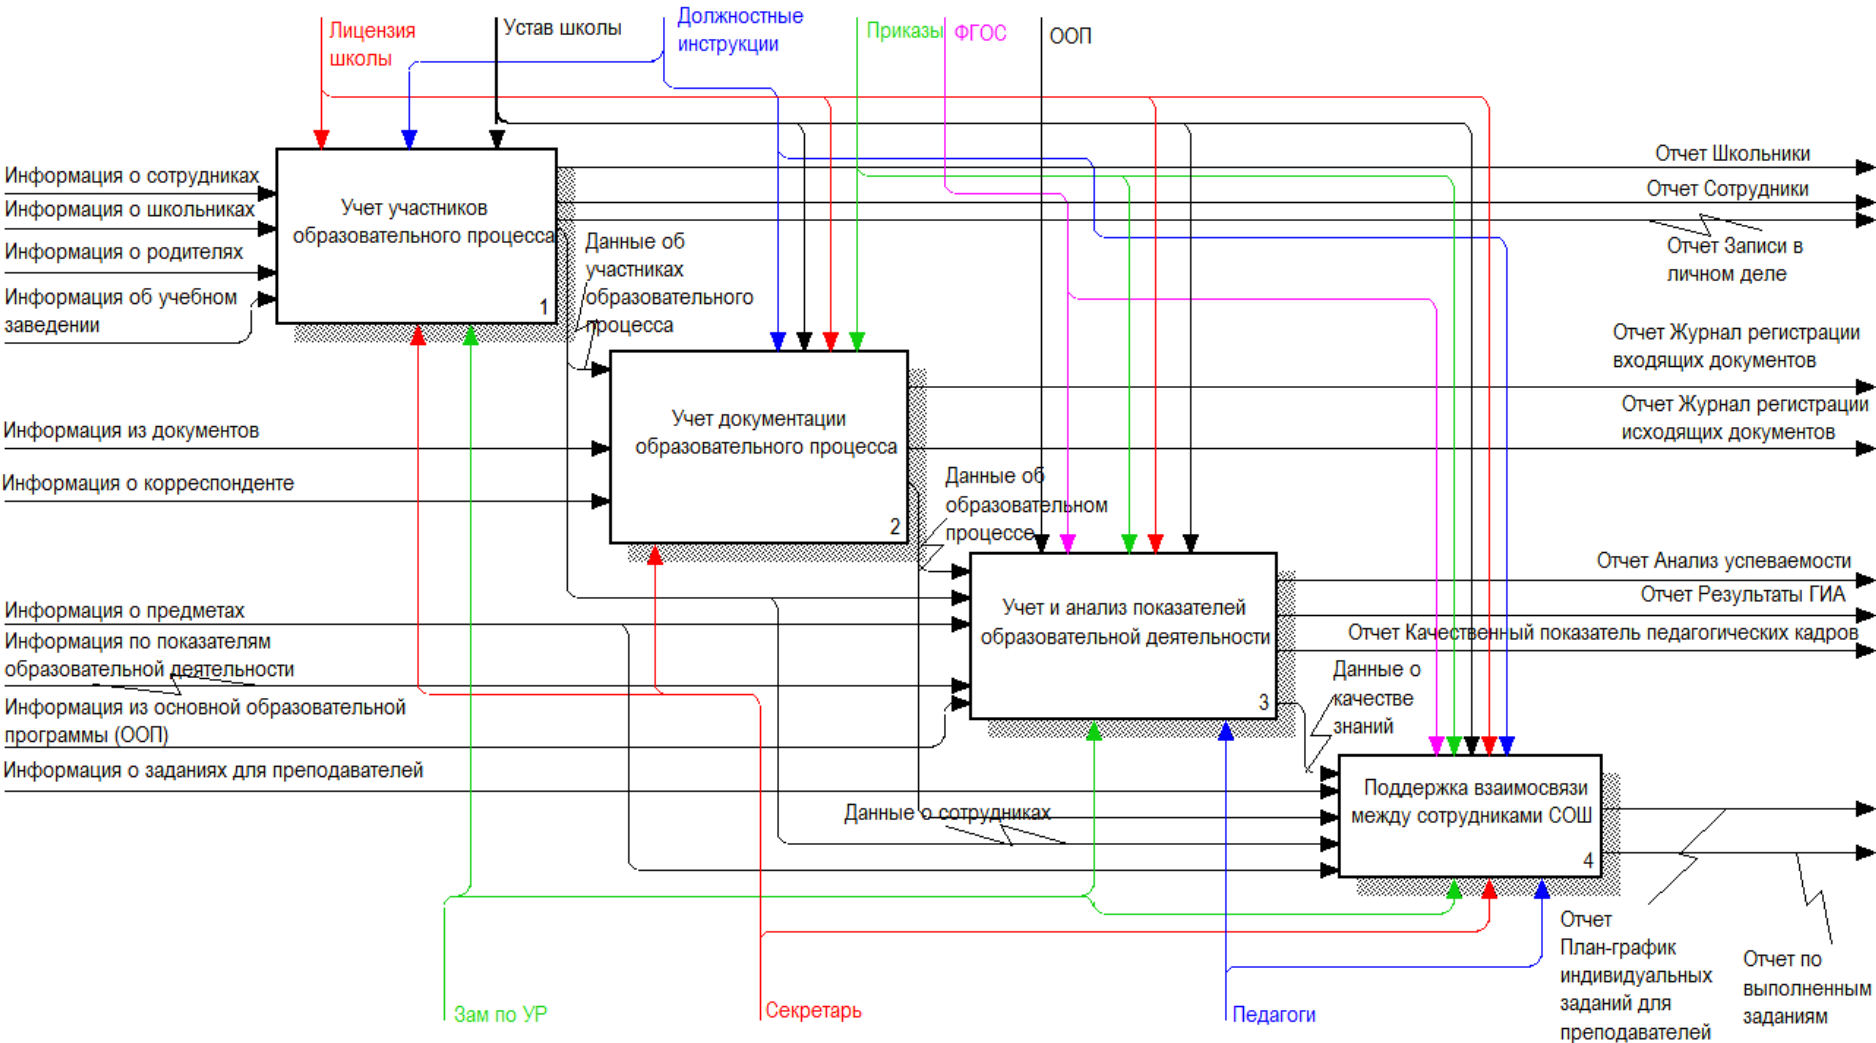 Лицензия
школы
Устав школы
Должностные
инструкции
Приказы
ФГОС
ООП
Информация о сотрудниках
Информация о школьниках
Информация о родителях
Информация об учебном
заведении
Учет участников
образовательного процесса
1
Данные об
участниках
образовательного
процесса
Отчет Школьники
Отчет Сотрудники
Отчет Записи в
личном деле
Отчет Журнал регистрации
входящих документов
Отчет Журнал регистрации
исходящих документов
Информация из документов
Информация о корреспонденте
Учет документации
образовательного процесса
2
Данные об
образовательном
процессе
Информация о предметах
Информация по показателям
образовательной деятельности
Информация из основной образовательной
программы (ООП)
Информация о заданиях для преподавателей
Учет и анализ показателей
образовательной деятельности
3
Отчет Анализ успеваемости
Отчет Результаты ГИА
Отчет Качественный показатель педагогических кадров
Данные о
качестве
знаний
Данные о сотрудниках
Поддержка взаимосвязи
между сотрудниками СОШ
4
Отчет
План-график
индивидуальных
заданий для
преподавателей
Отчет по
выполненным
заданиям
Зам по УР
Секретарь
Педагоги